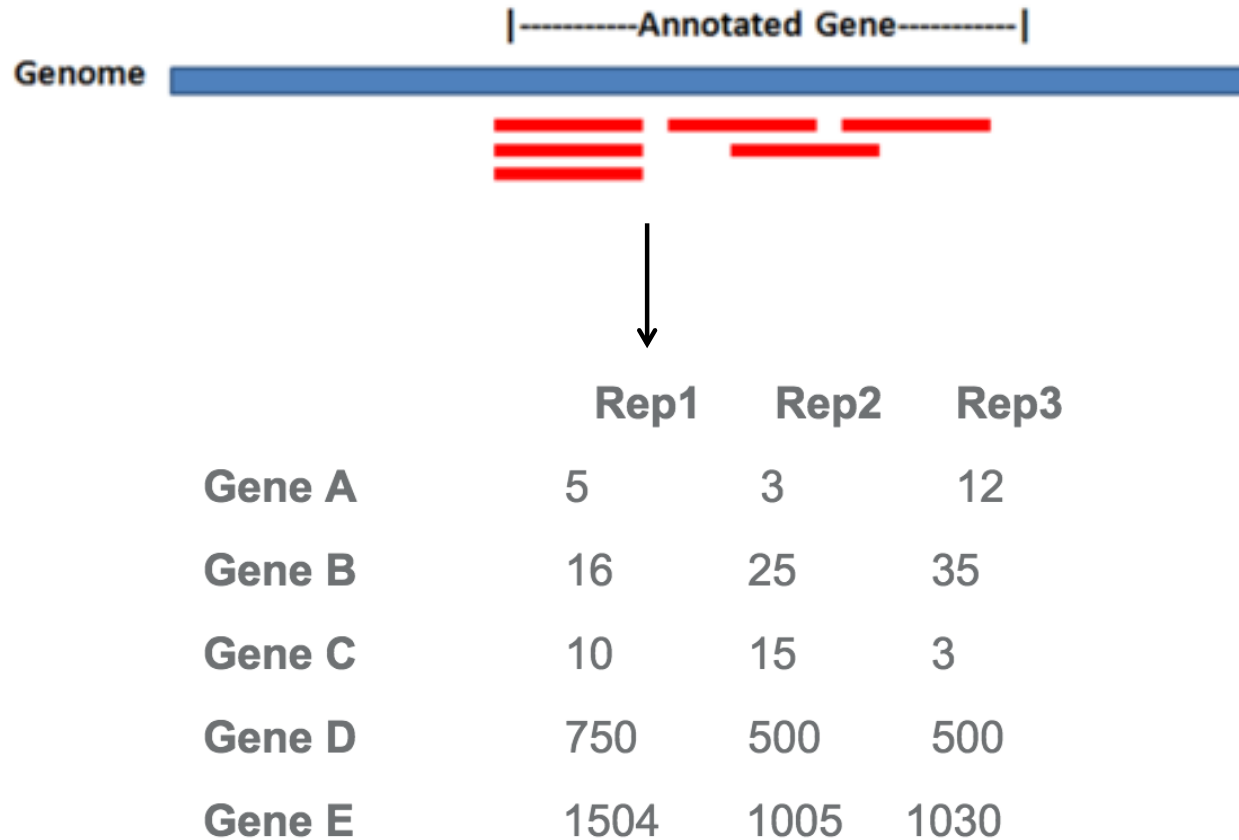 |------------Annotated Gene------------|
Genome
Rep1 Rep2 Rep3
Gene A 5 3 12
Gene B 16 25 35
Gene C 10 15 3
Gene D 750 500 500
Gene E 1504 1005 1030